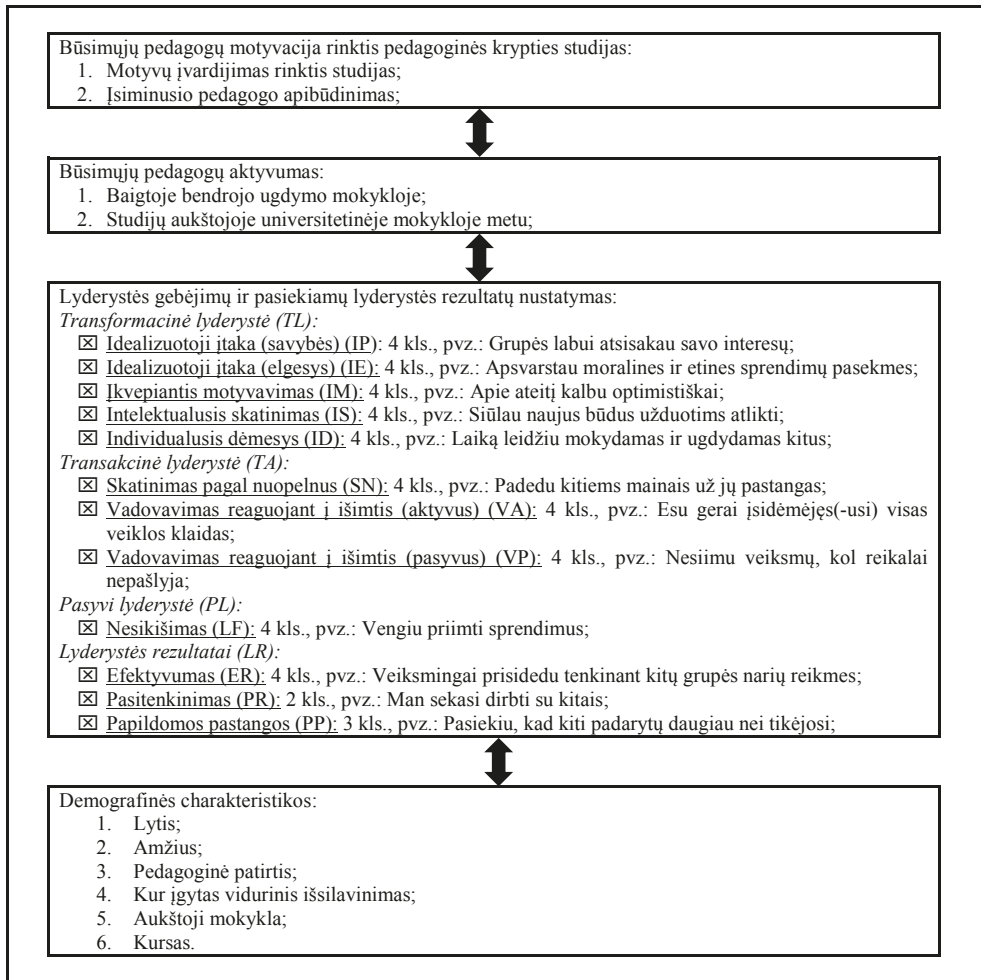 Būsimųjų pedagogų motyvacija rinktis pedagoginės krypties studijas:
1. Motyvų įvardijimas rinktis studijas;
2. Įsiminusio pedagogo apibūdinimas;
Būsimųjų pedagogų aktyvumas:
1. Baigtoje bendrojo ugdymo mokykloje;
2. Studijų aukštojoje universitetinėje mokykloje metu;
Lyderystės gebėjimų ir pasiekiamų lyderystės rezultatų nustatymas:
Transformacinė lyderystė (TL):
☒ Idealizuotoji įtaka (savybės) (IP): 4 kls., pvz.: Grupės labui atsisakau savo interesų;
☒ Idealizuotoji įtaka (elgesys) (IE): 4 kls., pvz.: Apsvarstau moralines ir etines sprendimų pasekmes;
☒ Įkvepiantis motyvavimas (IM): 4 kls., pvz.: Apie ateitį kalbu optimistiškai;
☒ Intelektualusis skatinimas (IS): 4 kls., pvz.: Siūlau naujus būdus užduotims atlikti;
☒ Individualusis dėmesys (ID): 4 kls., pvz.: Laiką leidžiu mokydamas ir ugdydamas kitus;
Transakcinė lyderystė (TA):
☒ Skatinimas pagal nuopelnus (SN): 4 kls., pvz.: Padedu kitiems mainais už jų pastangas;
☒ Vadovavimas reaguojant į išimtis (aktyvus) (VA): 4 kls., pvz.: Esu gerai įsidėmėjęs(-usi) visas
veiklos klaidas;
☒ Vadovavimas reaguojant į išimtis (pasyvus) (VP): 4 kls., pvz.: Nesiimu veiksmų, kol reikalai
nepašlyja;
Pasyvi lyderystė (PL):
☒ Nesikišimas (LF): 4 kls., pvz.: Vengiu priimti sprendimus;
Lyderystės rezultatai (LR):
☒ Efektyvumas (ER): 4 kls., pvz.: Veiksmingai prisidedu tenkinant kitų grupės narių reikmes;
☒ Pasitenkinimas (PR): 2 kls., pvz.: Man sekasi dirbti su kitais;
☒ Papildomos pastangos (PP): 3 kls., pvz.: Pasiekiu, kad kiti padarytų daugiau nei tikėjosi;
Demografinės charakteristikos:
1. Lytis;
2. Amžius;
3. Pedagoginė patirtis;
4. Kur įgytas vidurinis išsilavinimas;
5. Aukštoji mokykla;
6. Kursas.